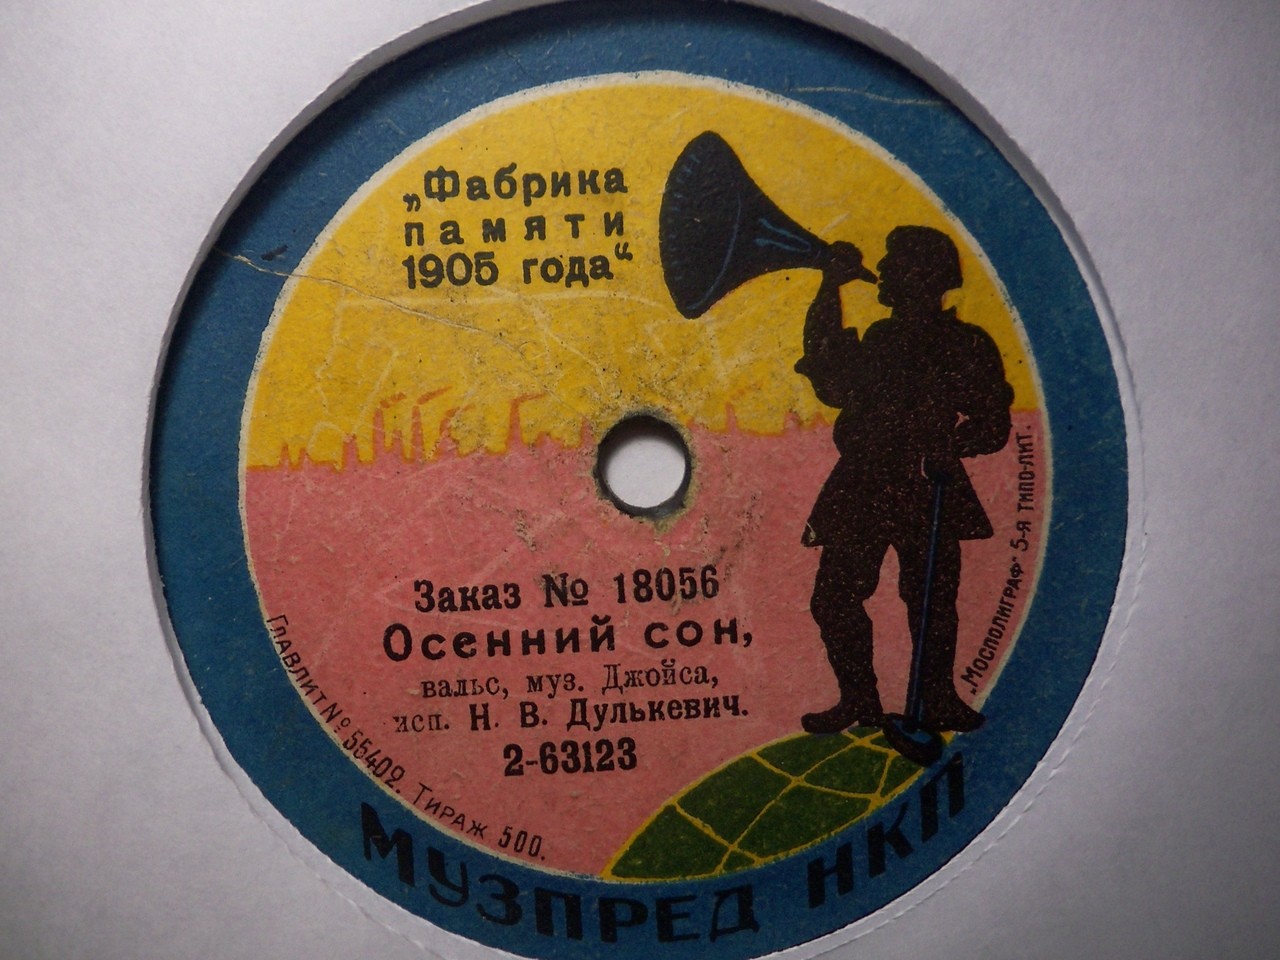 „Фабрика
памяти
1905 года“
Заказ № 18056
Осенний сон,
вальс, муз. Джойса,
исп. Н. В. Дулькевич.
2-63123
Главлит № 55402. Тираж 500.
„Мосполиграф“ 5-я типо-лит.
МУЗПРЕД НКП